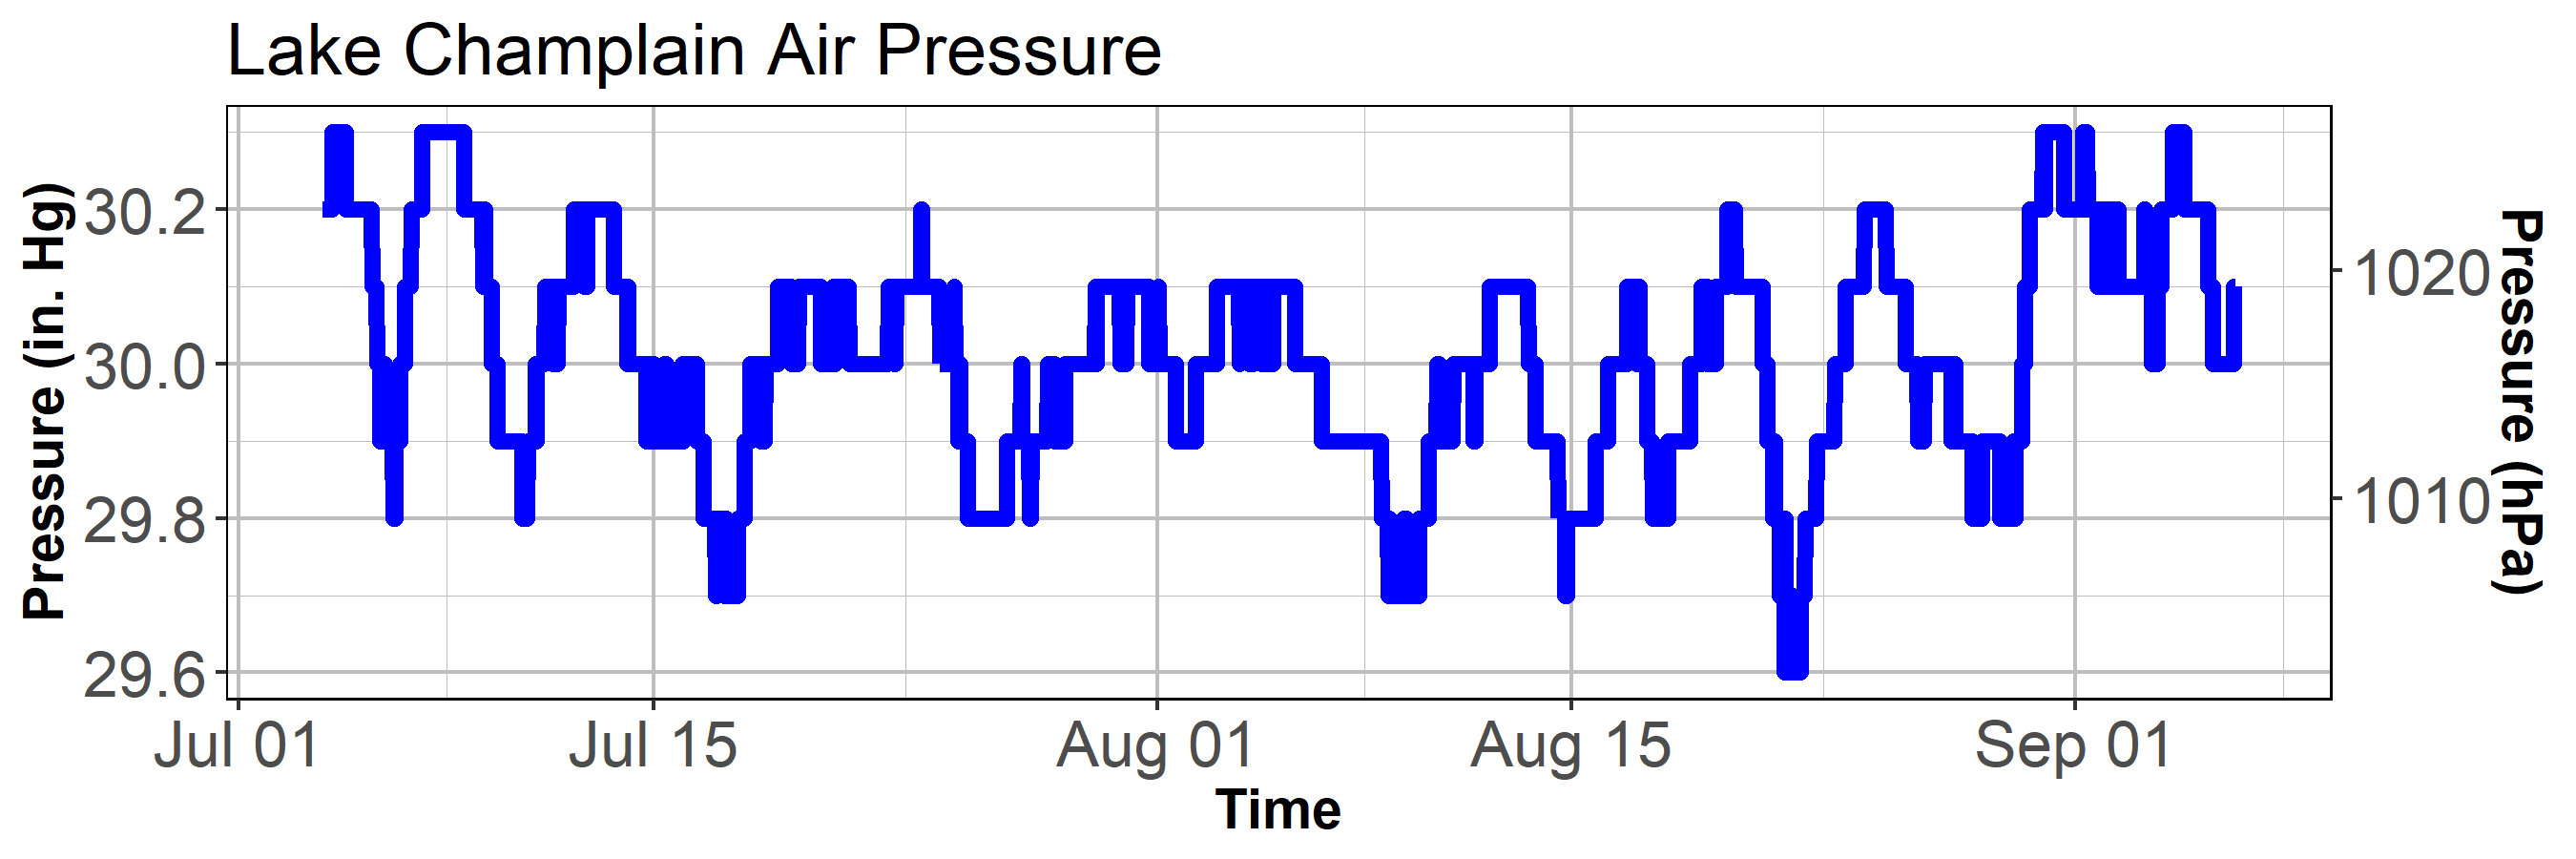 Lake Champlain Air Pressure
Pressure (in. Hg)
30.2
30.0
29.8
29.6
1020
1010
Pressure (hPa)
Jul 01
Jul 15
Aug 01
Aug 15
Sep 01
Time